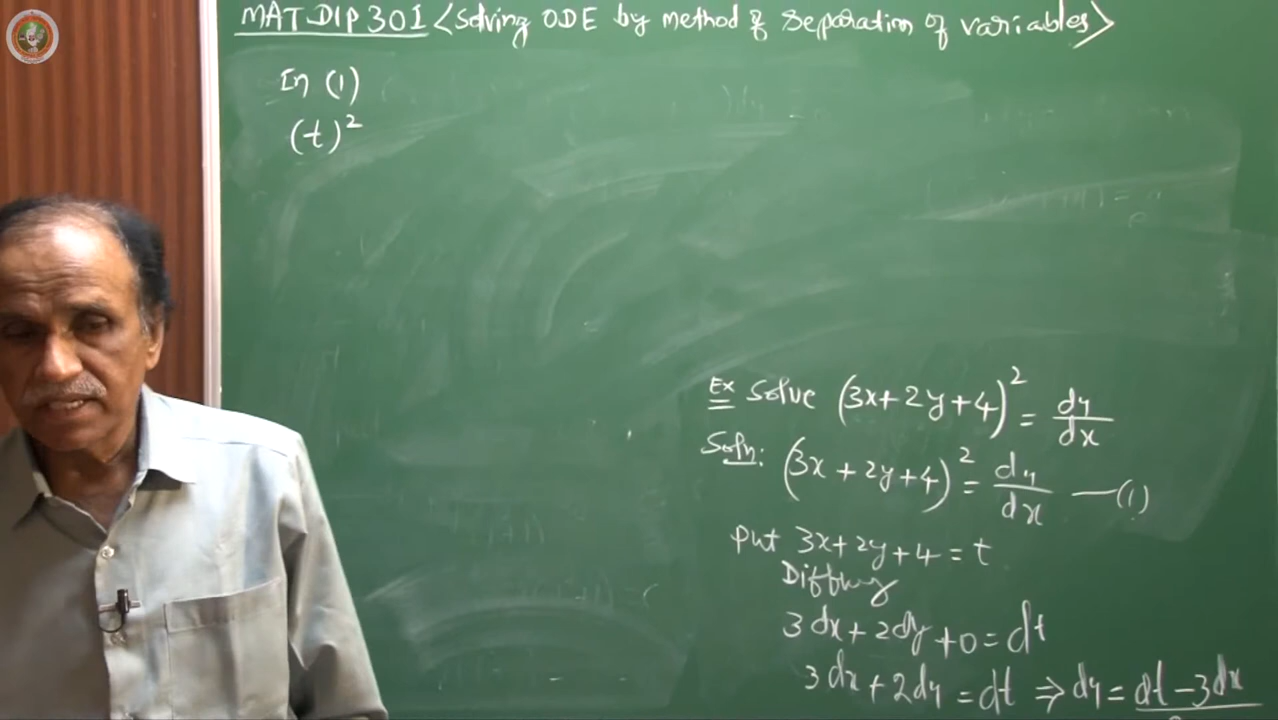 MAT DIP 301 <Solving ODE by method of Separation of variables>
In (1)
(t)²
Ex Solve (3x+2y+4)² = dy/dx
Soln: (3x+2y+4)² = dy/dx —(1)
Put 3x+2y+4 = t
3dx+2dy+0 = dt
3dx+2dy = dt ⇒ dy = dt-3dx